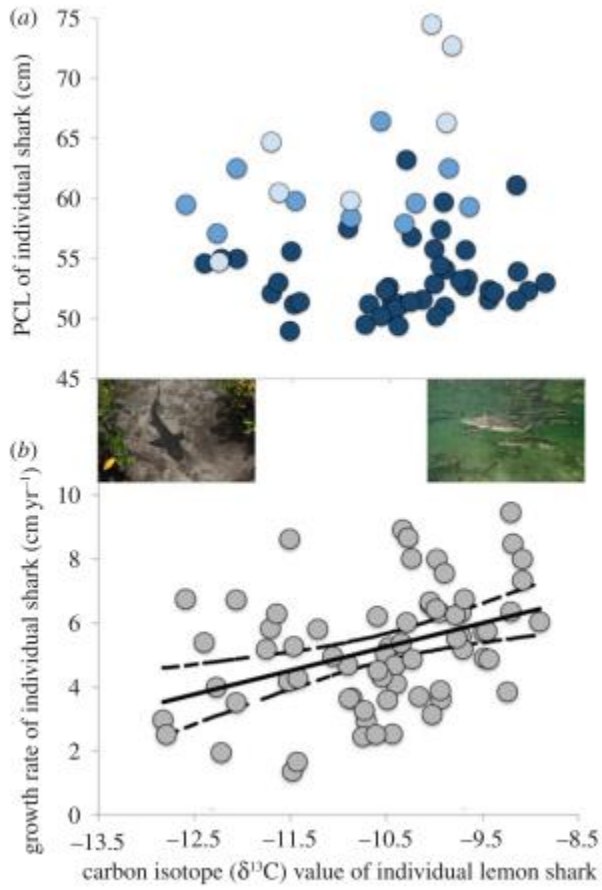 (a)
PCL of individual shark (cm)
75
70
65
60
55
50
45
(b)
growth rate of individual shark (cm yr⁻¹)
10
8
6
4
2
0
−13.5 −12.5 −11.5 −10.5 −9.5 −8.5
carbon isotope (δ¹³C) value of individual lemon shark